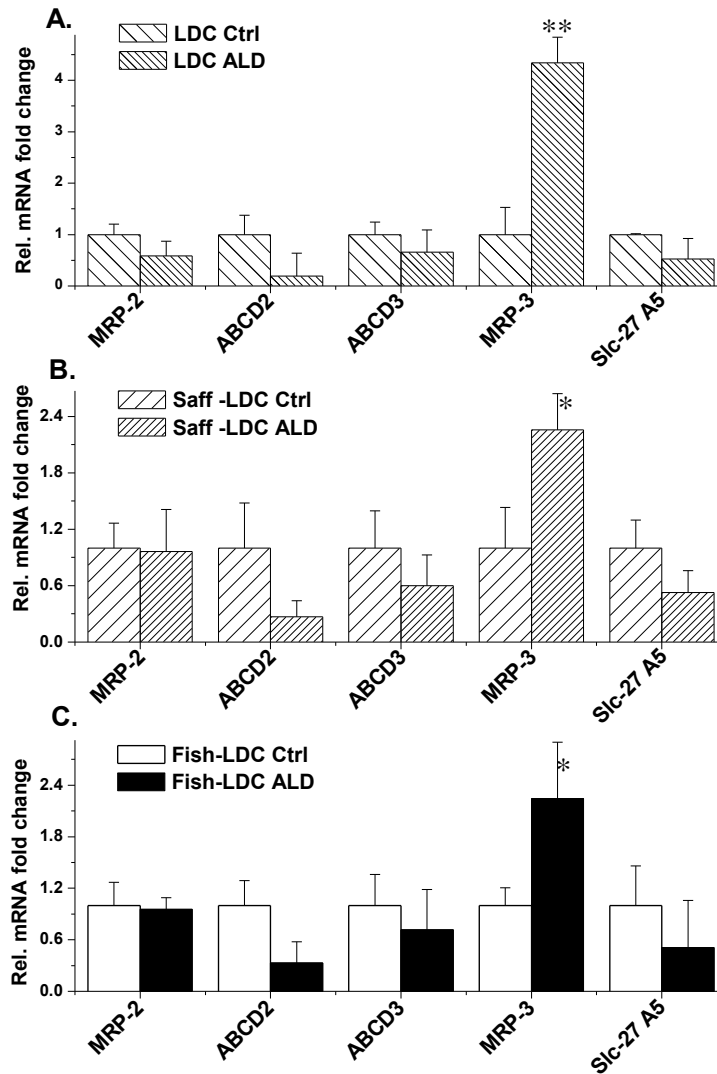 A.
LDC Ctrl
LDC ALD
**
Rel. mRNA fold change
4
2
1
0
MRP-2
ABCD2
ABCD3
MRP-3
Slc-27 A5
B.
Saff -LDC Ctrl
Saff -LDC ALD
*
Rel. mRNA fold change
2.4
1.8
1.2
0.6
0.0
MRP-2
ABCD2
ABCD3
MRP-3
Slc-27 A5
C.
Fish-LDC Ctrl
Fish-LDC ALD
*
Rel. mRNA fold change
2.4
1.8
1.2
0.6
0.0
MRP-2
ABCD2
ABCD3
MRP-3
Slc-27 A5